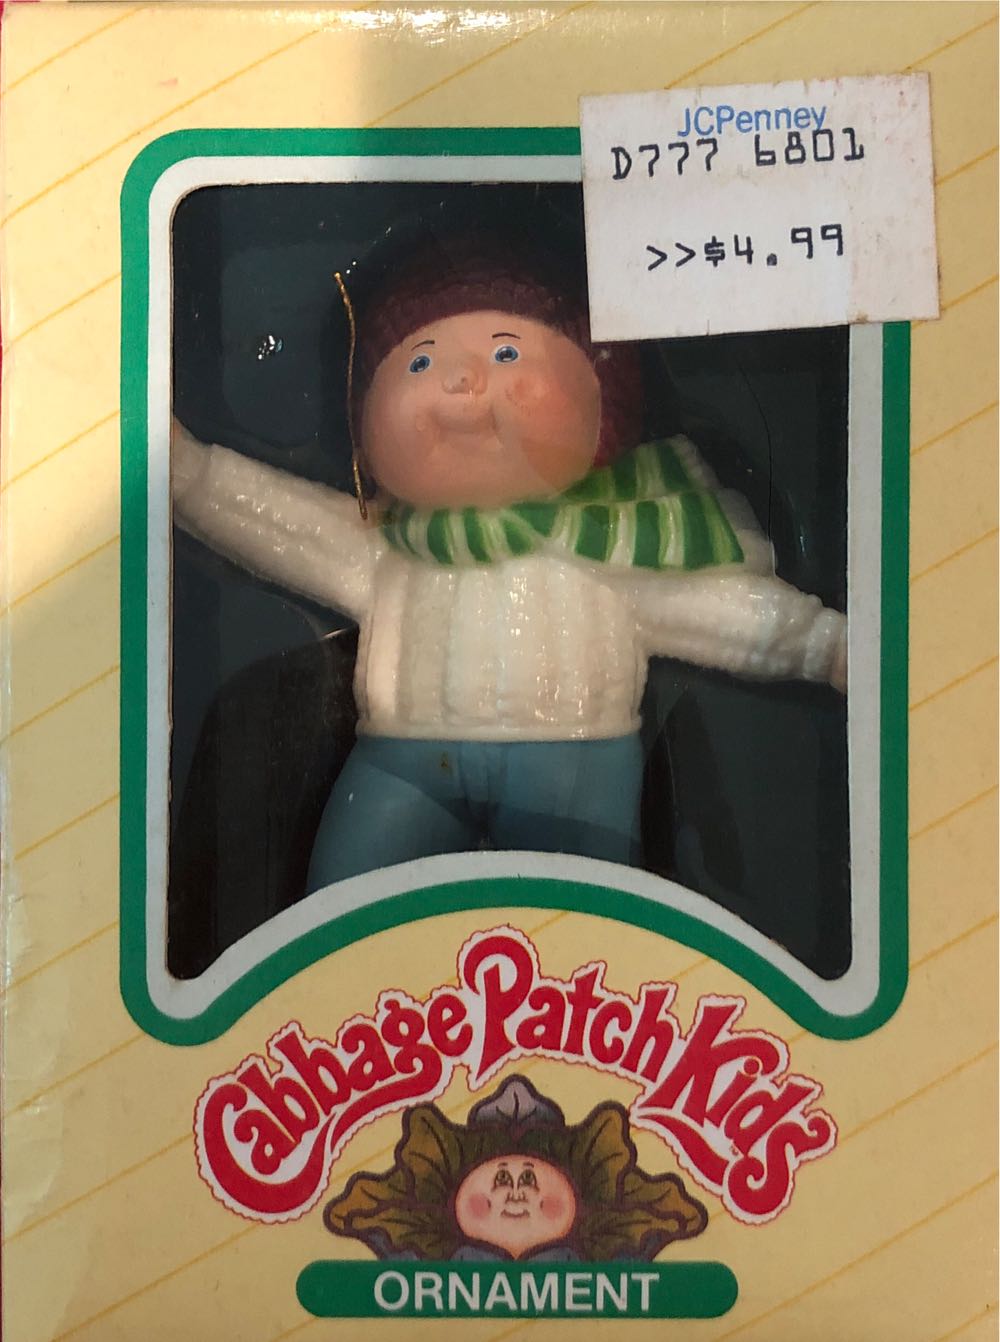 JCPenney
D777 6801
>>$4.99
Cabbage Patch Kids
ORNAMENT